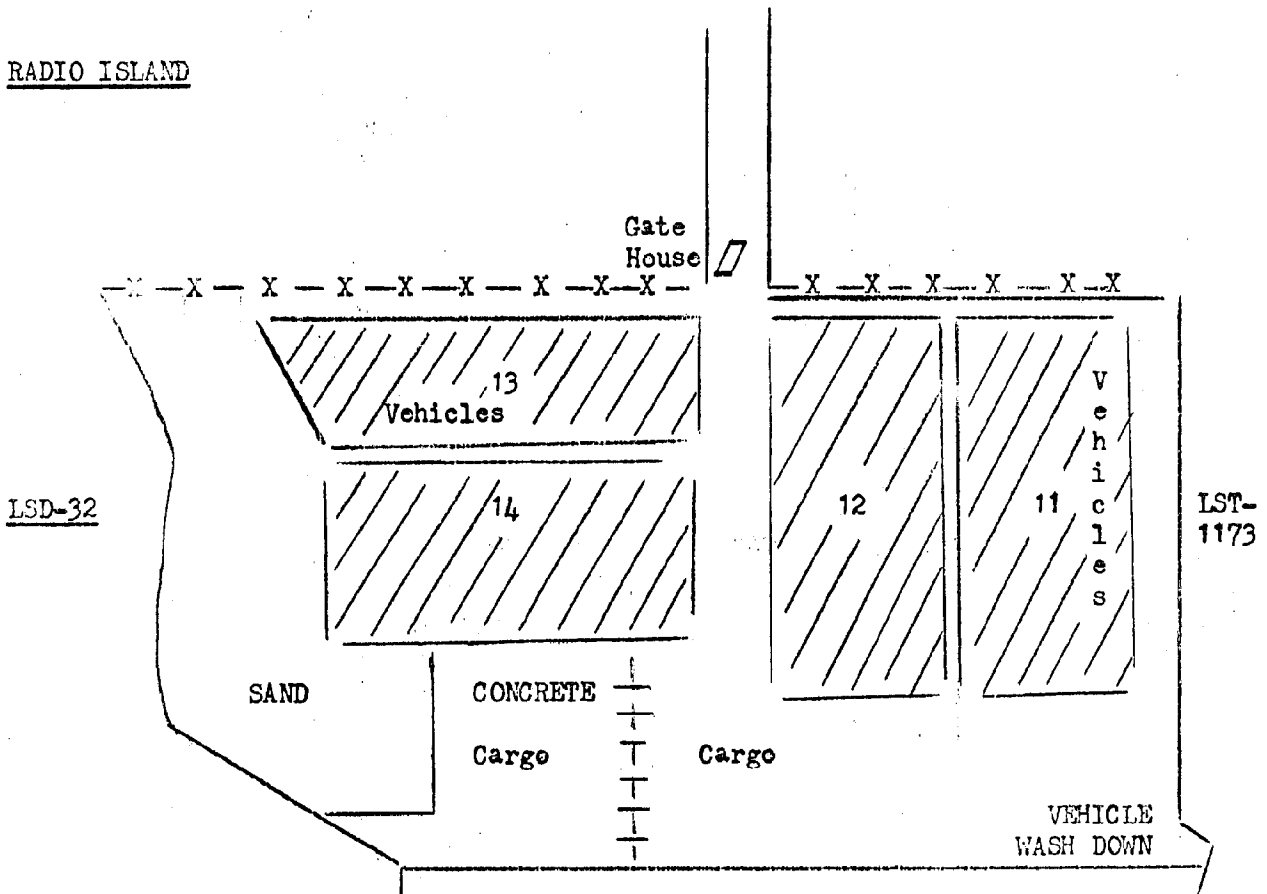 RADIO ISLAND
Gate
House
X X X X X X X X X X X X X X X
13
Vehicles
Vehicles
LSD-32
14
12
11
LST-
1173
SAND
CONCRETE
Cargo
Cargo
VEHICLE
WASH DOWN